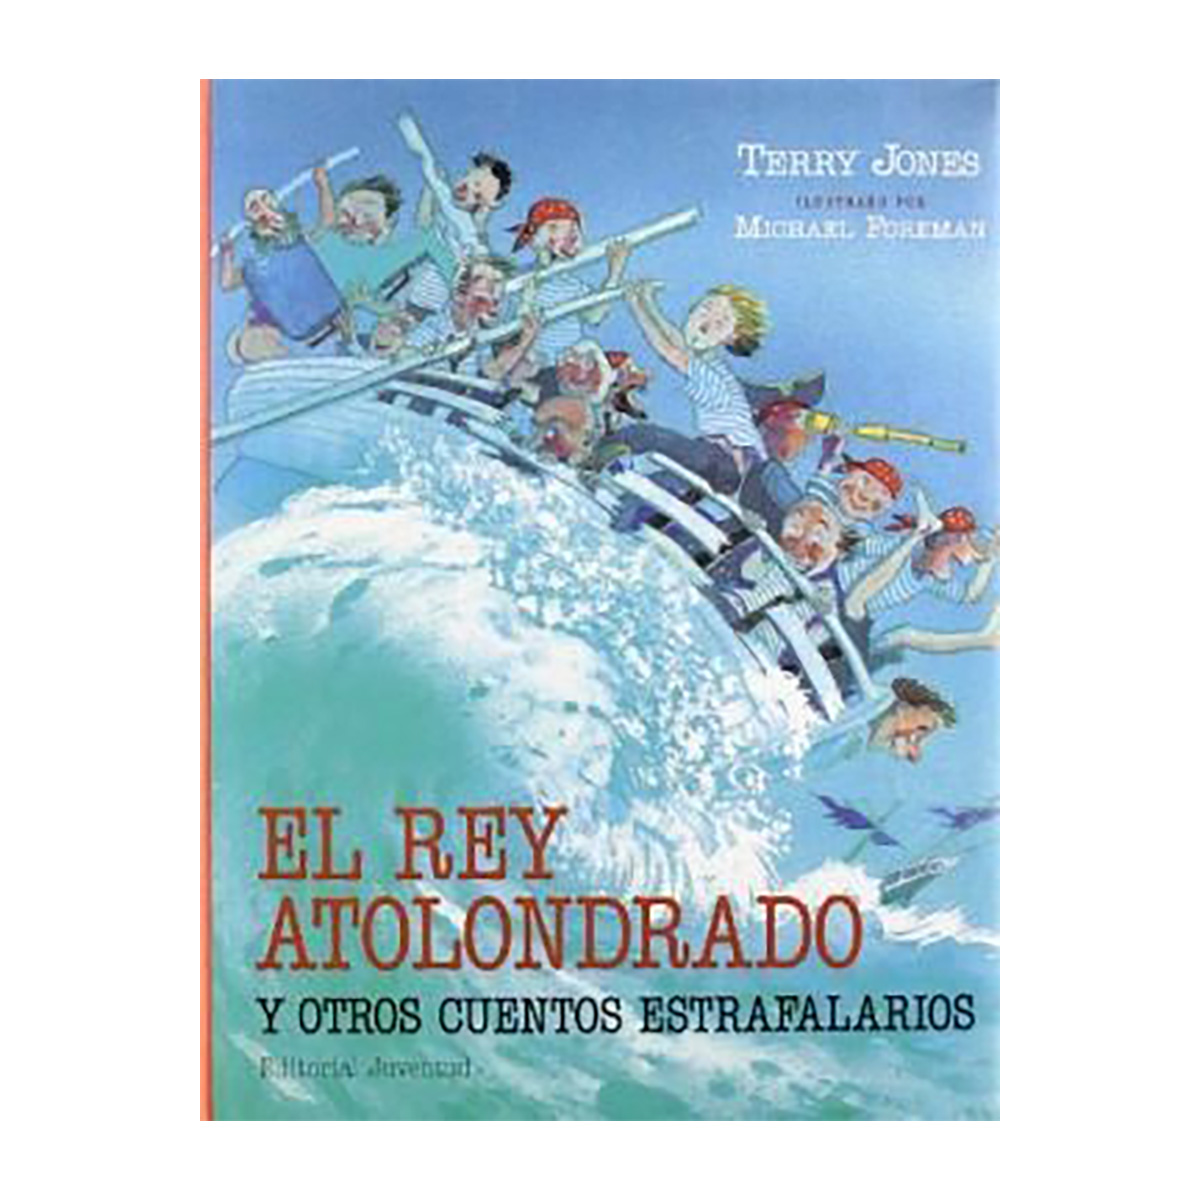 TERRY JONES
ILUSTRADO POR
MICHAEL FOREMAN
EL REY
ATOLONDRADO
Y OTROS CUENTOS ESTRAFALARIOS
Editorial Juventud